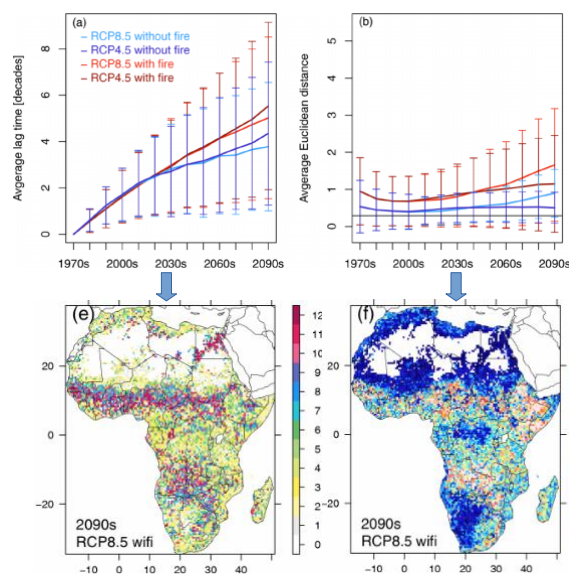 (a)
RCP8.5 without fire
RCP4.5 without fire
RCP8.5 with fire
RCP4.5 with fire
Avgerage lag time [decades]
8
6
4
2
0
1970s 2000s 2030s 2060s 2090s
(b)
Avgerage Euclidean distance
5
4
3
2
1
0
1970s 2000s 2030s 2060s 2090s
(e)
20
0
−20
2090s
RCP8.5 wifi
−10 0 10 20 30 40 50
12
11
10
9
8
7
6
5
4
3
2
1
0
(f)
20
0
−20
2090s
RCP8.5 wifi
−10 0 10 20 30 40 50